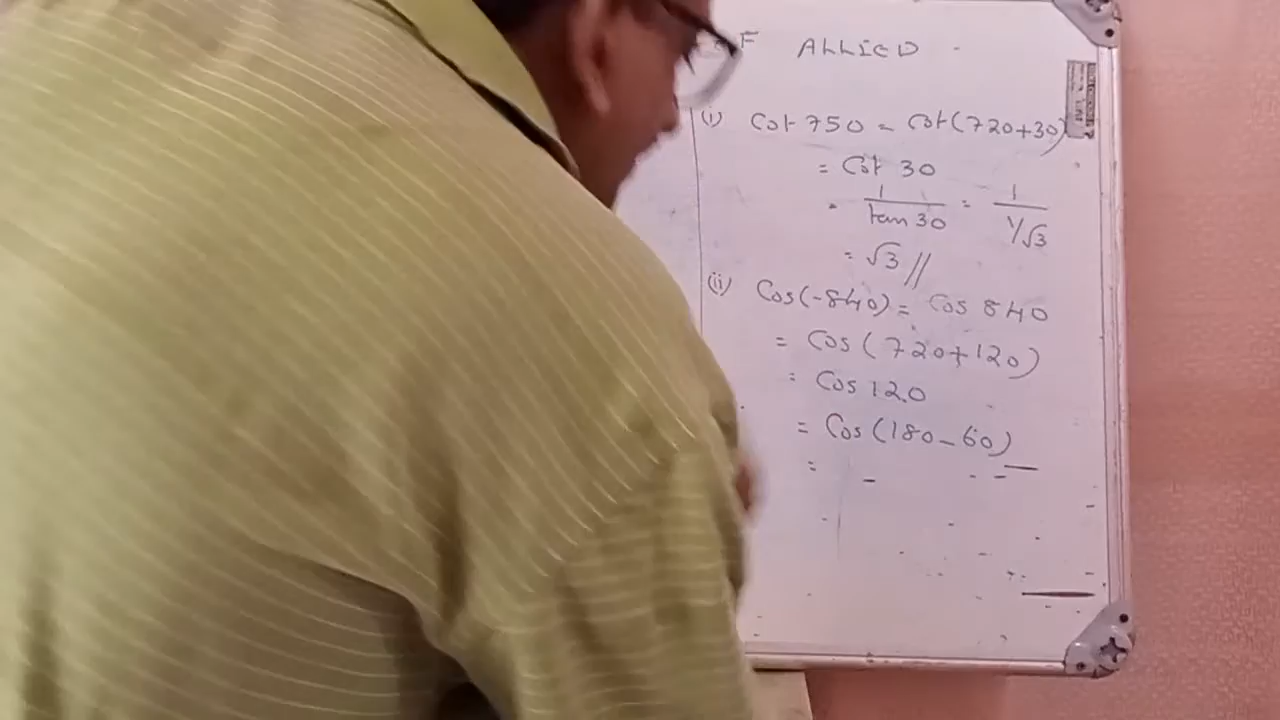 F ALLIED
(i) Cot 750 = Cot(720+30)
= Cot 30
= 1/tan 30 = 1/1/√3
= √3 //
(ii) Cos(-840) = Cos 840
= Cos(720+120)
= Cos 120
= Cos(180-60)
=